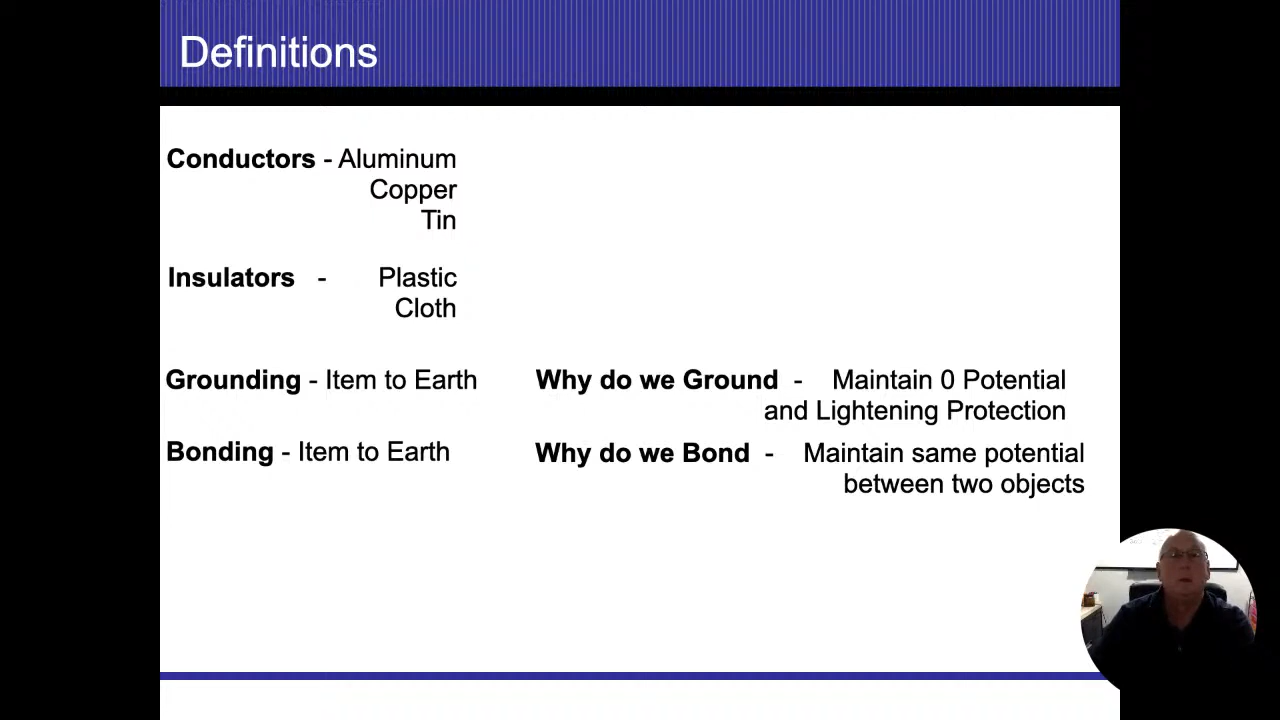 Definitions
Conductors - Aluminum
Copper
Tin
Insulators - Plastic
Cloth
Grounding - Item to Earth
Why do we Ground - Maintain 0 Potential
and Lightening Protection
Bonding - Item to Earth
Why do we Bond - Maintain same potential
between two objects